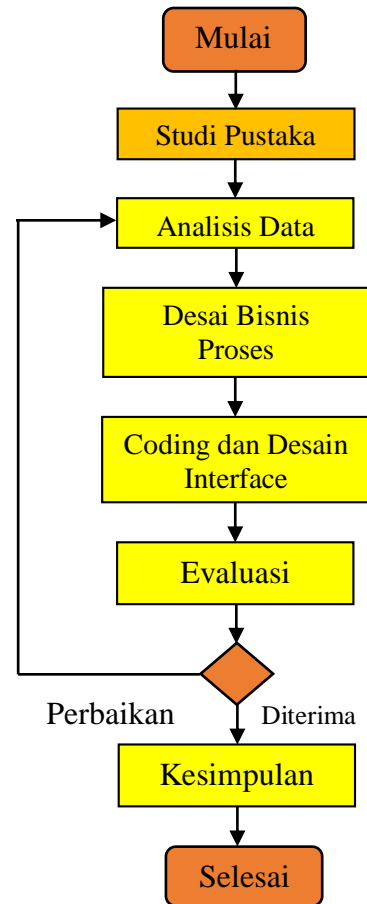 Mulai
Studi Pustaka
Analisis Data
Desai Bisnis
Proses
Coding dan Desain
Interface
Evaluasi
Perbaikan
Diterima
Kesimpulan
Selesai